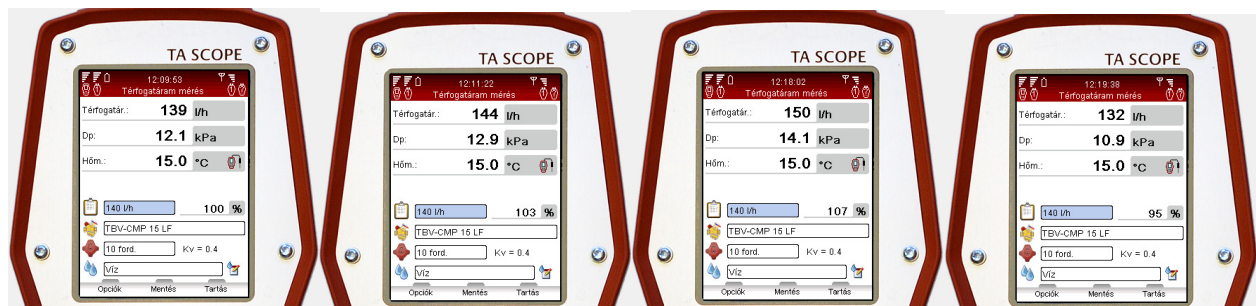 TA SCOPE
12:09:53
Térfogatáram mérés
Térfogatár.: 139 l/h
Dp: 12.1 kPa
Hőm.: 15.0 °C
140 l/h 100 %
TBV-CMP 15 LF
10 ford. Kv = 0.4
Víz
Opciók Mentés Tartás
TA SCOPE
12:11:22
Térfogatáram mérés
Térfogatár.: 144 l/h
Dp: 12.9 kPa
Hőm.: 15.0 °C
140 l/h 103 %
TBV-CMP 15 LF
10 ford. Kv = 0.4
Víz
Opciók Mentés Tartás
TA SCOPE
12:18:02
Térfogatáram mérés
Térfogatár.: 150 l/h
Dp: 14.1 kPa
Hőm.: 15.0 °C
140 l/h 107 %
TBV-CMP 15 LF
10 ford. Kv = 0.4
Víz
Opciók Mentés Tartás
TA SCOPE
12:19:38
Térfogatáram mérés
Térfogatár.: 132 l/h
Dp: 10.9 kPa
Hőm.: 15.0 °C
140 l/h 95 %
TBV-CMP 15 LF
10 ford. Kv = 0.4
Víz
Opciók Mentés Tartás